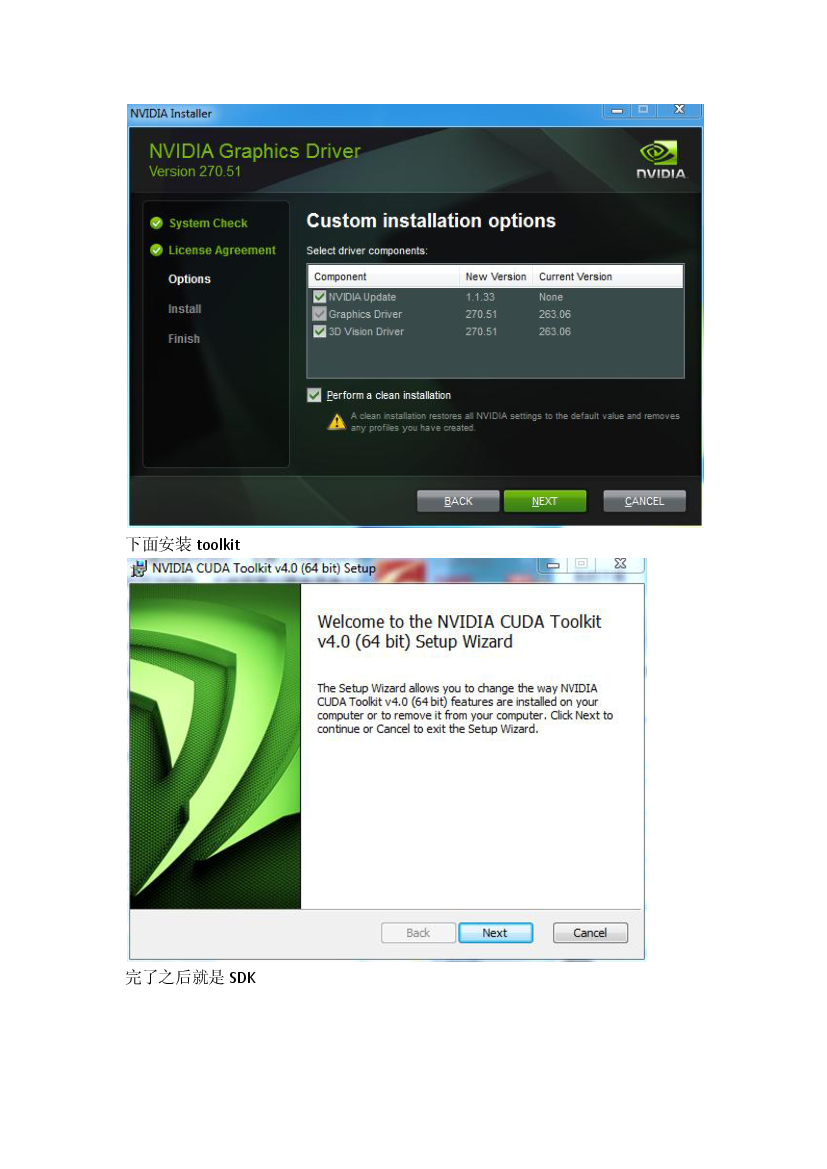 NVIDIA Installer
NVIDIA Graphics Driver
Version 270.51
NVIDIA
System Check
License Agreement
Options
Install
Finish
Custom installation options
Select driver components:
Component New Version Current Version
NVIDIA Update 1.1.33 None
Graphics Driver 270.51 263.06
3D Vision Driver 270.51 263.06
Perform a clean installation
A clean installation restores all NVIDIA settings to the default value and removes
any profiles you have created.
BACK NEXT CANCEL
下面安装 toolkit
NVIDIA CUDA Toolkit v4.0 (64 bit) Setup
Welcome to the NVIDIA CUDA Toolkit
v4.0 (64 bit) Setup Wizard
The Setup Wizard allows you to change the way NVIDIA
CUDA Toolkit v4.0 (64 bit) features are installed on your
computer or to remove it from your computer. Click Next to
continue or Cancel to exit the Setup Wizard.
Back Next Cancel
完了之后就是 SDK